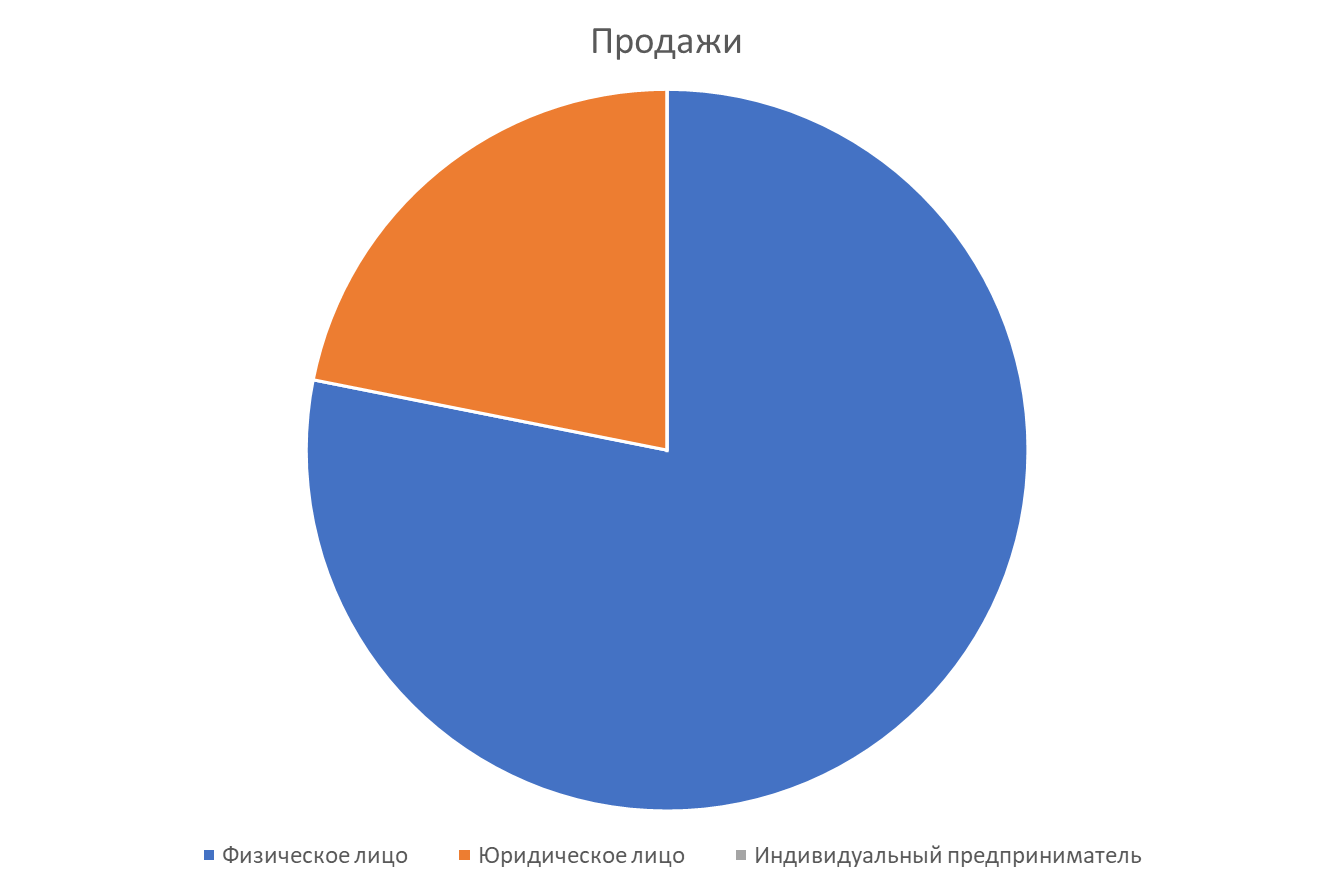 Продажи
Физическое лицо
Юридическое лицо
Индивидуальный предприниматель